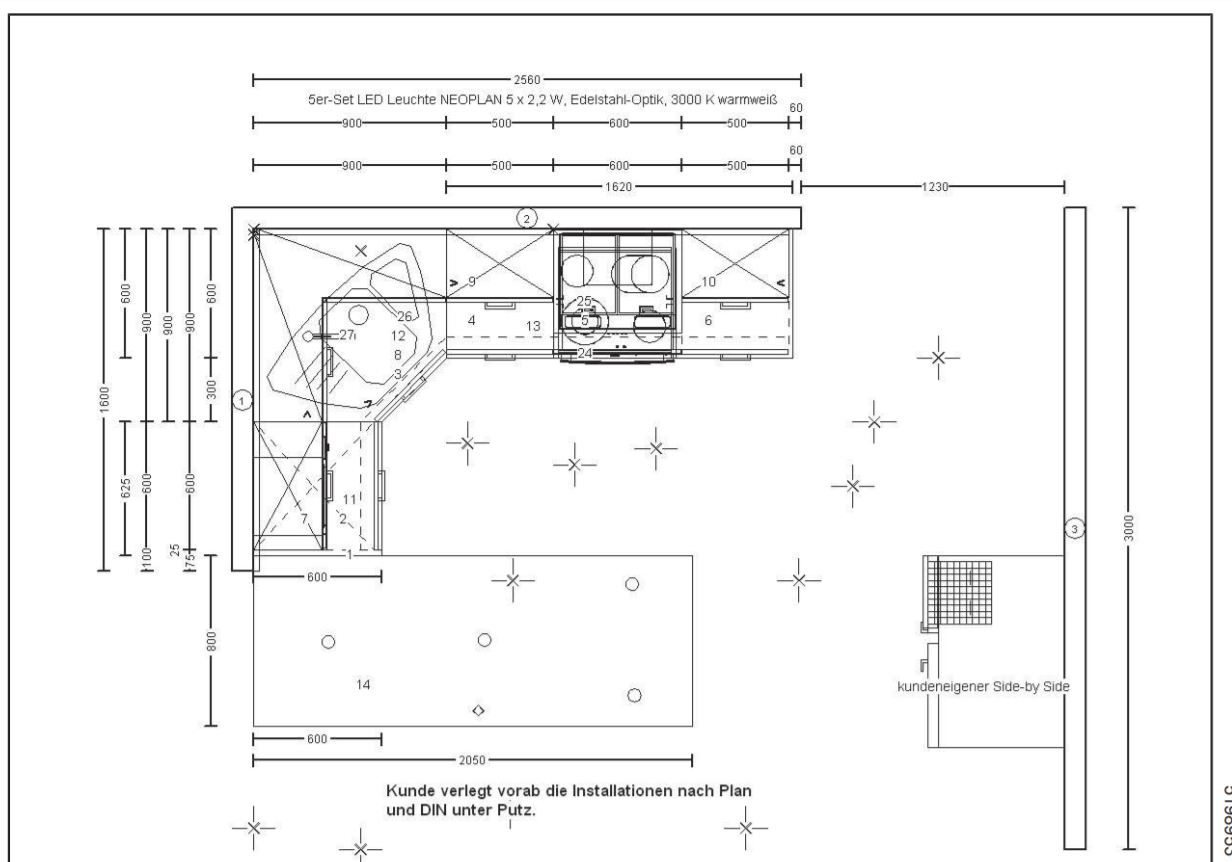 2560
5er-Set LED Leuchte NEOPLAN 5 x 2,2 W, Edelstahl-Optik, 3000 K warmweiß
60
900 500 600 500
60
900 500 600 500
1620 1230
2
600 900 900 900 600
1600
300
1
625 600 600
100 25 75
9 10
4 13 25 5 6
24
26
27 12
8
3
11
7 2
1
3
3000
600
800
14
kundeneigener Side-by Side
600
2050
Kunde verlegt vorab die Installationen nach Plan
und DIN unter Putz.